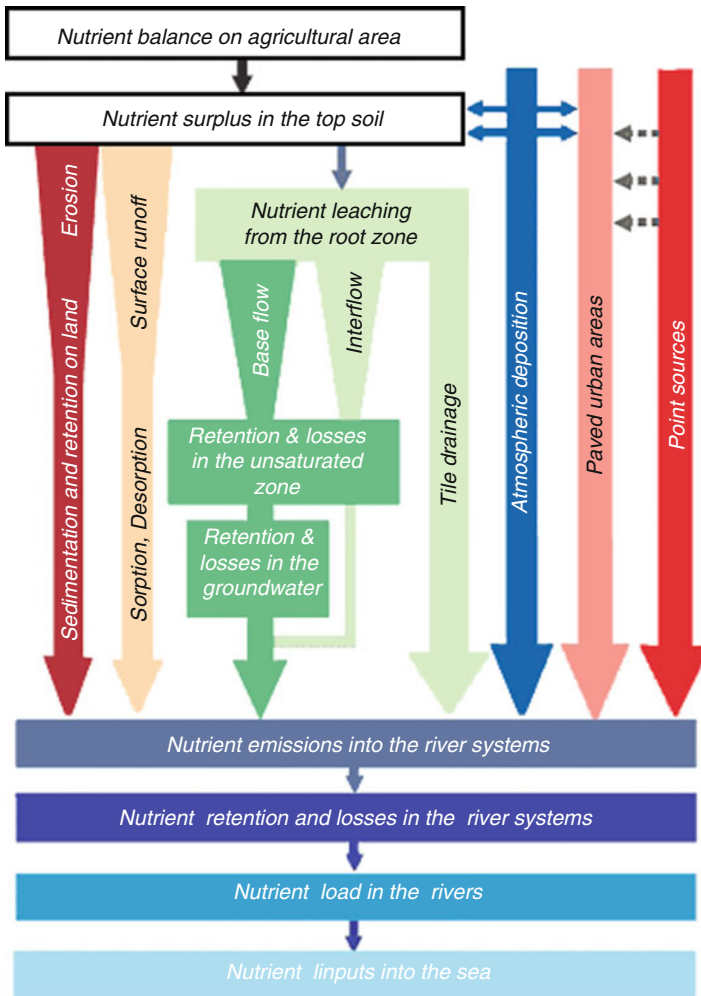 Nutrient balance on agricultural area
Nutrient surplus in the top soil
Erosion
Sedimentation and retention on land
Surface runoff
Sorption, Desorption
Nutrient leaching
from the root zone
Base flow
Interflow
Retention & losses
in the unsaturated
zone
Retention &
losses in the
groundwater
Tile drainage
Atmospheric deposition
Paved urban areas
Point sources
Nutrient emissions into the river systems
Nutrient retention and losses in the river systems
Nutrient load in the rivers
Nutrient linputs into the sea